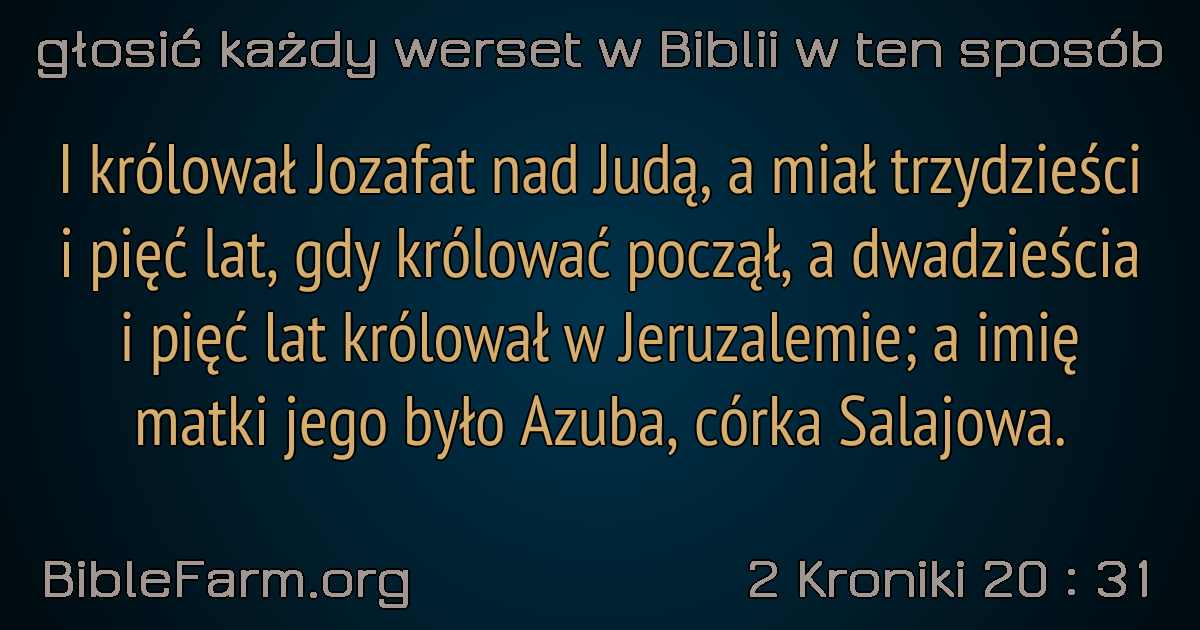 głosić każdy werset w Biblii w ten sposób
I królował Jozafat nad Judą, a miał trzydzieści
i pięć lat, gdy królować począł, a dwadzieścia
i pięć lat królował w Jeruzalemie; a imię
matki jego było Azuba, córka Salajowa.
BibleFarm.org
2 Kroniki 20 : 31